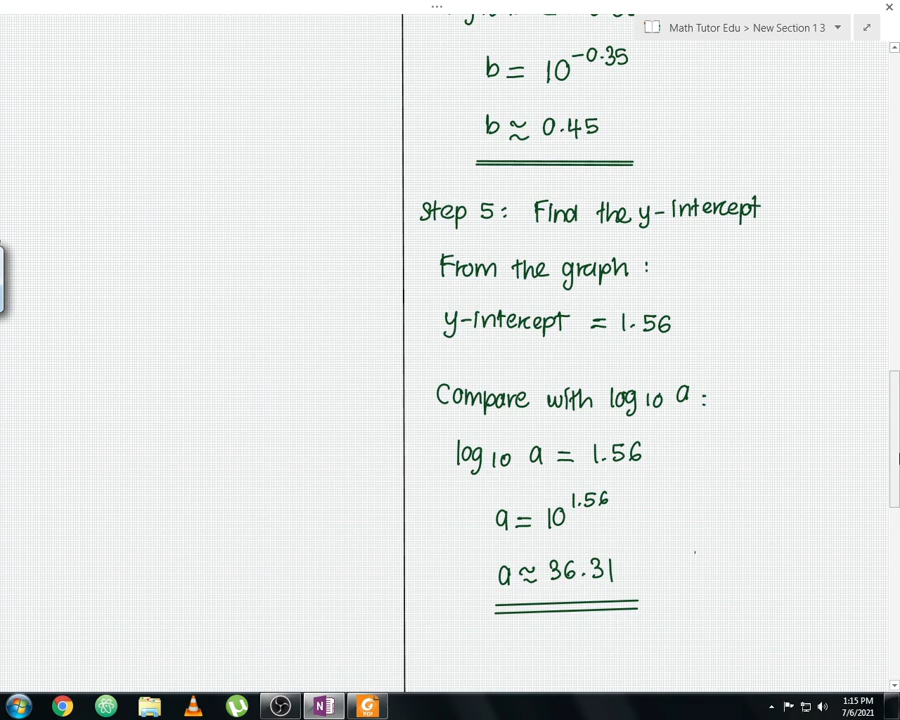 Math Tutor Edu > New Section 1 3
b = 10^-0.35
b ≈ 0.45
Step 5: Find the y-intercept
From the graph :
y-intercept = 1.56
Compare with log10 a :
log10 a = 1.56
a = 10^1.56
a ≈ 36.31
1:15 PM
7/6/2021